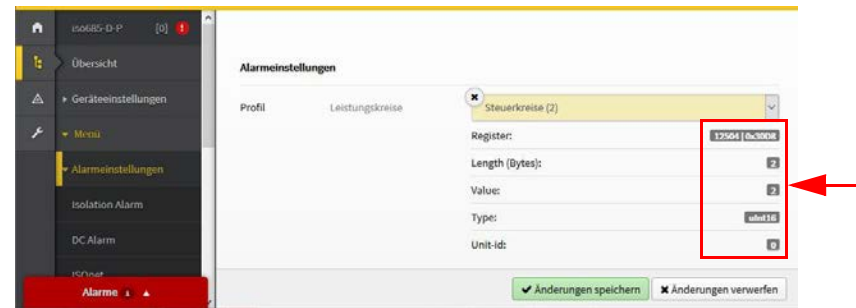 iso685-D-P [0] !
Übersicht
Alarmeinstellungen
▸ Geräteeinstellungen
Profil Leistungskreise Steuerkreise (2)
▾ Menü
Register: 12504 | 0x30D8
▾ Alarmeinstellungen
Length (Bytes): 2
Value: 2
Isolation Alarm
Type: uint16
DC Alarm
Unit-id: 0
ISOnet
Alarme 1 ▲
✔ Änderungen speichern ✖ Änderungen verwerfen